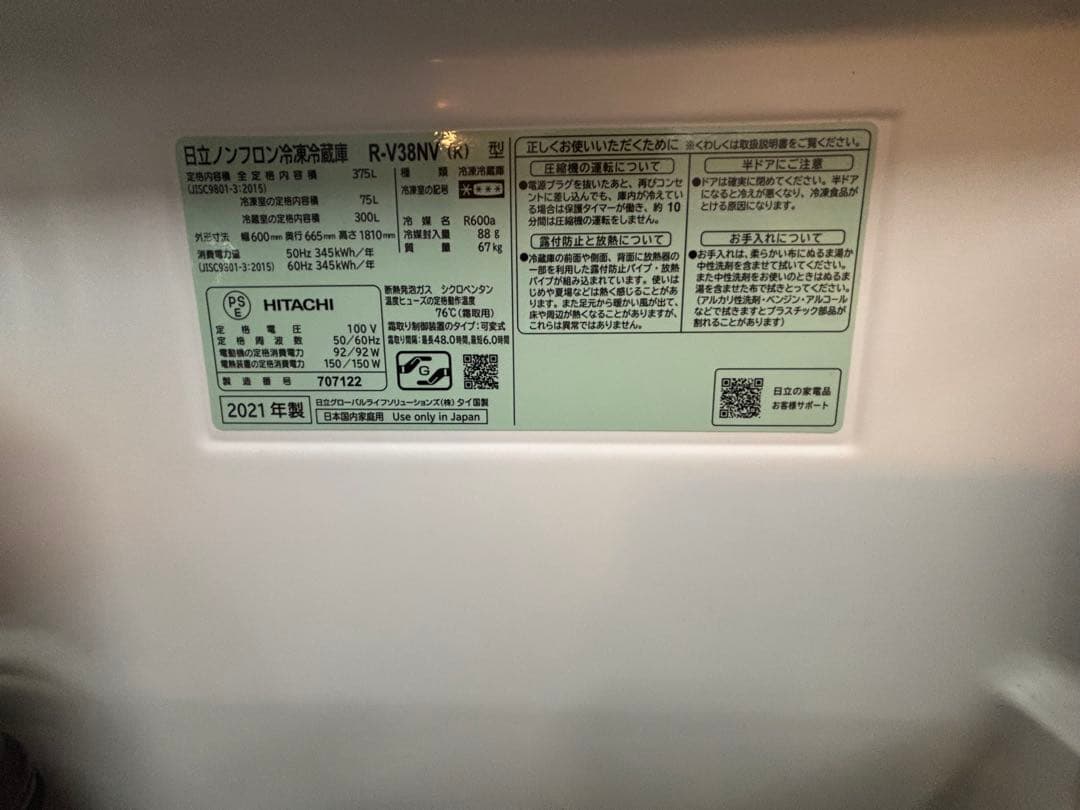 日立ノンフロン冷凍冷蔵庫 R-V38NV (R) 型
定格内容積 全定格内容積 375L
(JISC9801-3:2015)
冷凍室の定格内容積 75L
冷蔵室の定格内容積 300L
外形寸法 幅600mm 奥行665mm 高さ1810mm
消費電力量 50Hz 345kWh/年
(JISC9801-3:2015) 60Hz 345kWh/年
種類 冷凍冷蔵庫
冷凍室の記号
冷媒 R600a
冷媒封入量 88g
質量 67kg
PS
E
HITACHI
定格電圧 100V
定格周波数 50/60Hz
電動機の定格消費電力 92/92W
電熱装置の定格消費電力 150/150W
製造番号 707122
断熱発泡ガス シクロペンタン
温度ヒューズの定格動作温度
76℃(霜取用)
霜取り制御装置のタイプ:可変式
霜取り間隔:最長48.0時間,最短6.0時間
G
2021年製
日立グローバルライフソリューションズ(株) タイ国製
日本国内家庭用 Use only in Japan
正しくお使いいただくために ※くわしくは取扱説明書をご覧ください。
圧縮機の運転について
●電源プラグを抜いたあと、再びコンセ
ントに差し込んでも、庫内が冷えてい
る場合は保護タイマーが働き、約10
分間は圧縮機の運転をしません。
露付防止と放熱について
●冷蔵庫の前面や側面、背面に放熱器の
一部を利用した露付防止パイプ・放熱
パイプが組み込まれています。使いは
じめや夏場などは熱く感じることがあ
ります。また足元から暖かい風が出て、
床や周辺が熱くなることがありますが、
これらは異常ではありません。
半ドアにご注意
●ドアは確実に閉めてください。半ドア
になると冷えが悪くなり、冷凍食品が
とける原因になります。
お手入れについて
●お手入れは、柔らかい布にぬるま湯か
中性洗剤を含ませて拭いてください。
また中性洗剤をお使いのときはぬるま
湯を含ませた布で拭きとってください。
(アルカリ性洗剤・ベンジン・アルコール
などで拭きますとプラスチック部品が
割れることがあります)
日立の家電品
お客様サポート